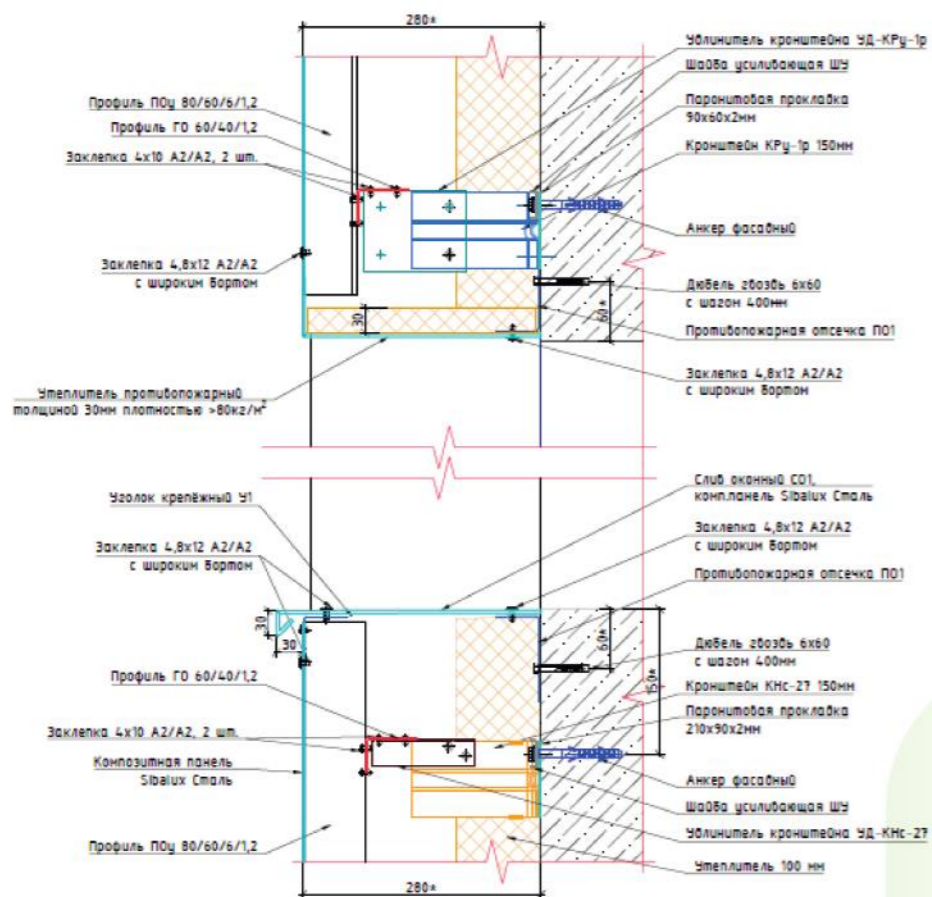 280*
Удлинитель кронштейна УД-КРу-1р
Шайба усиливающая ШУ
Профиль ПОу 80/60/6/1,2
Паронитовая прокладка
90х60х2мм
Профиль ГО 60/40/1,2
Кронштейн КРу-1р 150мм
Заклепка 4х10 А2/А2, 2 шт.
Анкер фасадный
Заклепка 4,8х12 А2/А2
с широким бортом
Дюбель гвоздь 6х60
с шагом 400мм
30
60*
Противопожарная отсечка ПО1
Заклепка 4,8х12 А2/А2
с широким бортом
Утеплитель противопожарный
толщиной 30мм плотностью >80кг/м²
Слив оконный СО1,
комп.панель Sibalux Сталь
Уголок крепёжный У1
Заклепка 4,8х12 А2/А2
с широким бортом
Заклепка 4,8х12 А2/А2
с широким бортом
Противопожарная отсечка ПО1
30
30
60*
150*
Дюбель гвоздь 6х60
с шагом 400мм
Профиль ГО 60/40/1,2
Кронштейн КНс-27 150мм
Заклепка 4х10 А2/А2, 2 шт.
Паронитовая прокладка
210х90х2мм
Композитная панель
Sibalux Сталь
Анкер фасадный
Шайба усиливающая ШУ
Удлинитель кронштейна УД-КНс-27
Профиль ПОу 80/60/6/1,2
Утеплитель 100 мм
280*